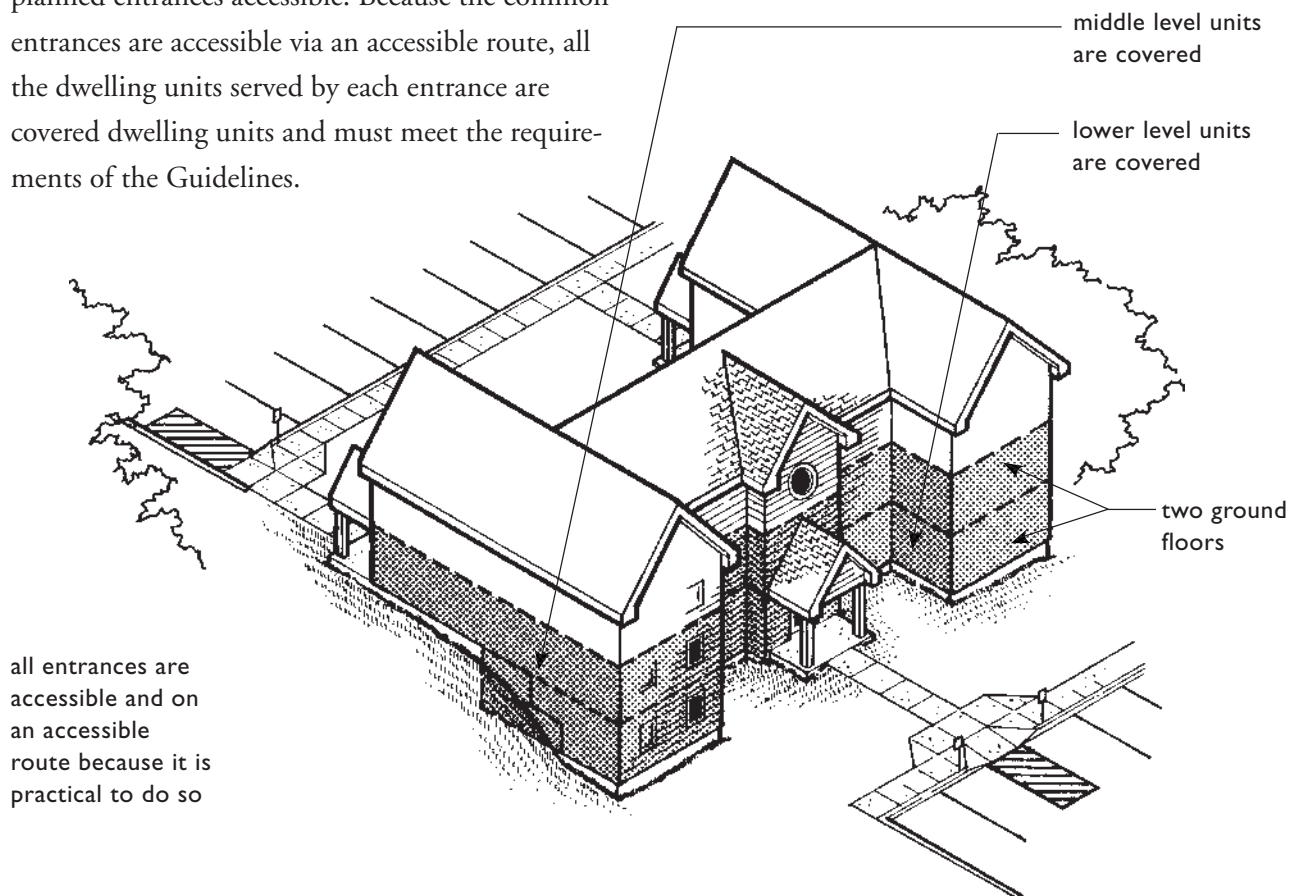 planned entrances accessible. Because the common
entrances are accessible via an accessible route, all
the dwelling units served by each entrance are
covered dwelling units and must meet the require-
ments of the Guidelines.
middle level units
are covered
lower level units
are covered
two ground
floors
all entrances are
accessible and on
an accessible
route because it is
practical to do so